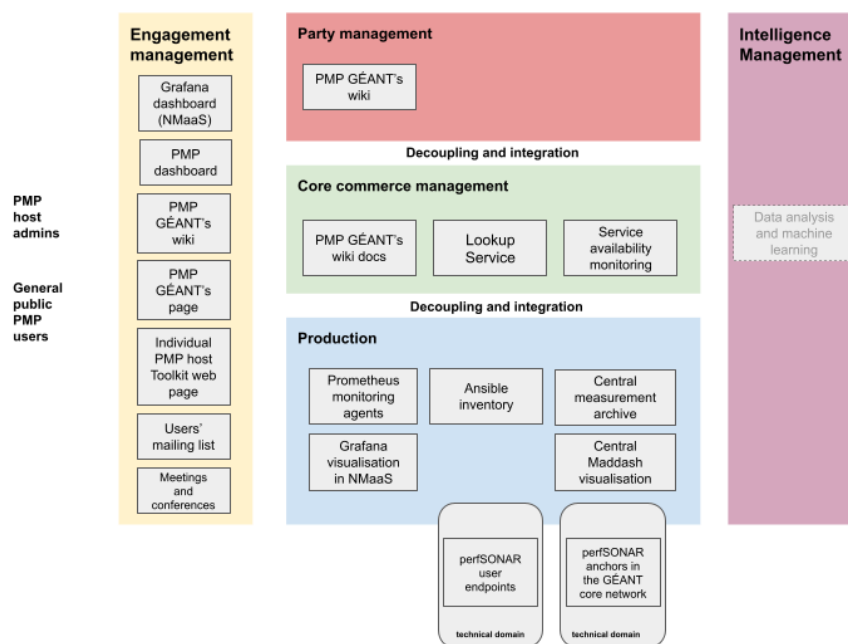 PMP
host
admins
General
public
PMP
users
Engagement
management
Grafana
dashboard
(NMaaS)
PMP
dashboard
PMP
GÉANT's
wiki
PMP
GÉANT's
page
Individual
PMP host
Toolkit web
page
Users'
mailing list
Meetings
and
conferences
Party management
PMP GÉANT's
wiki
Decoupling and integration
Core commerce management
PMP GÉANT's
wiki docs
Lookup
Service
Service
availability
monitoring
Decoupling and integration
Production
Prometheus
monitoring
agents
Ansible
inventory
Central
measurement
archive
Grafana
visualisation
in NMaaS
Central
Maddash
visualisation
perfSONAR
user
endpoints
technical domain
perfSONAR
anchors in
the GÉANT
core network
technical domain
Intelligence
Management
Data analysis
and machine
learning